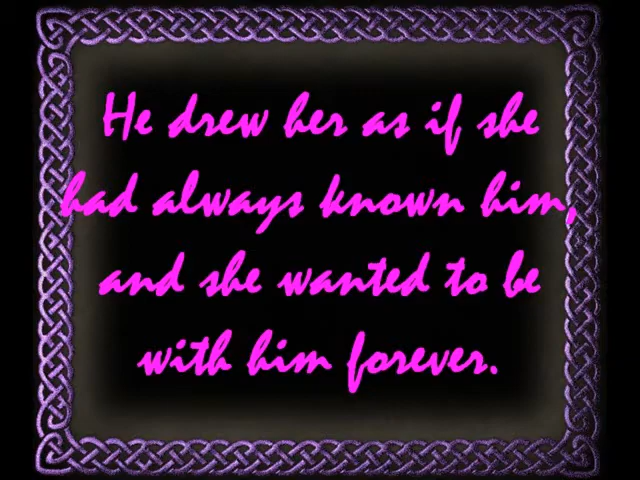 He drew her as if she
had always known him,
and she wanted to be
with him forever.